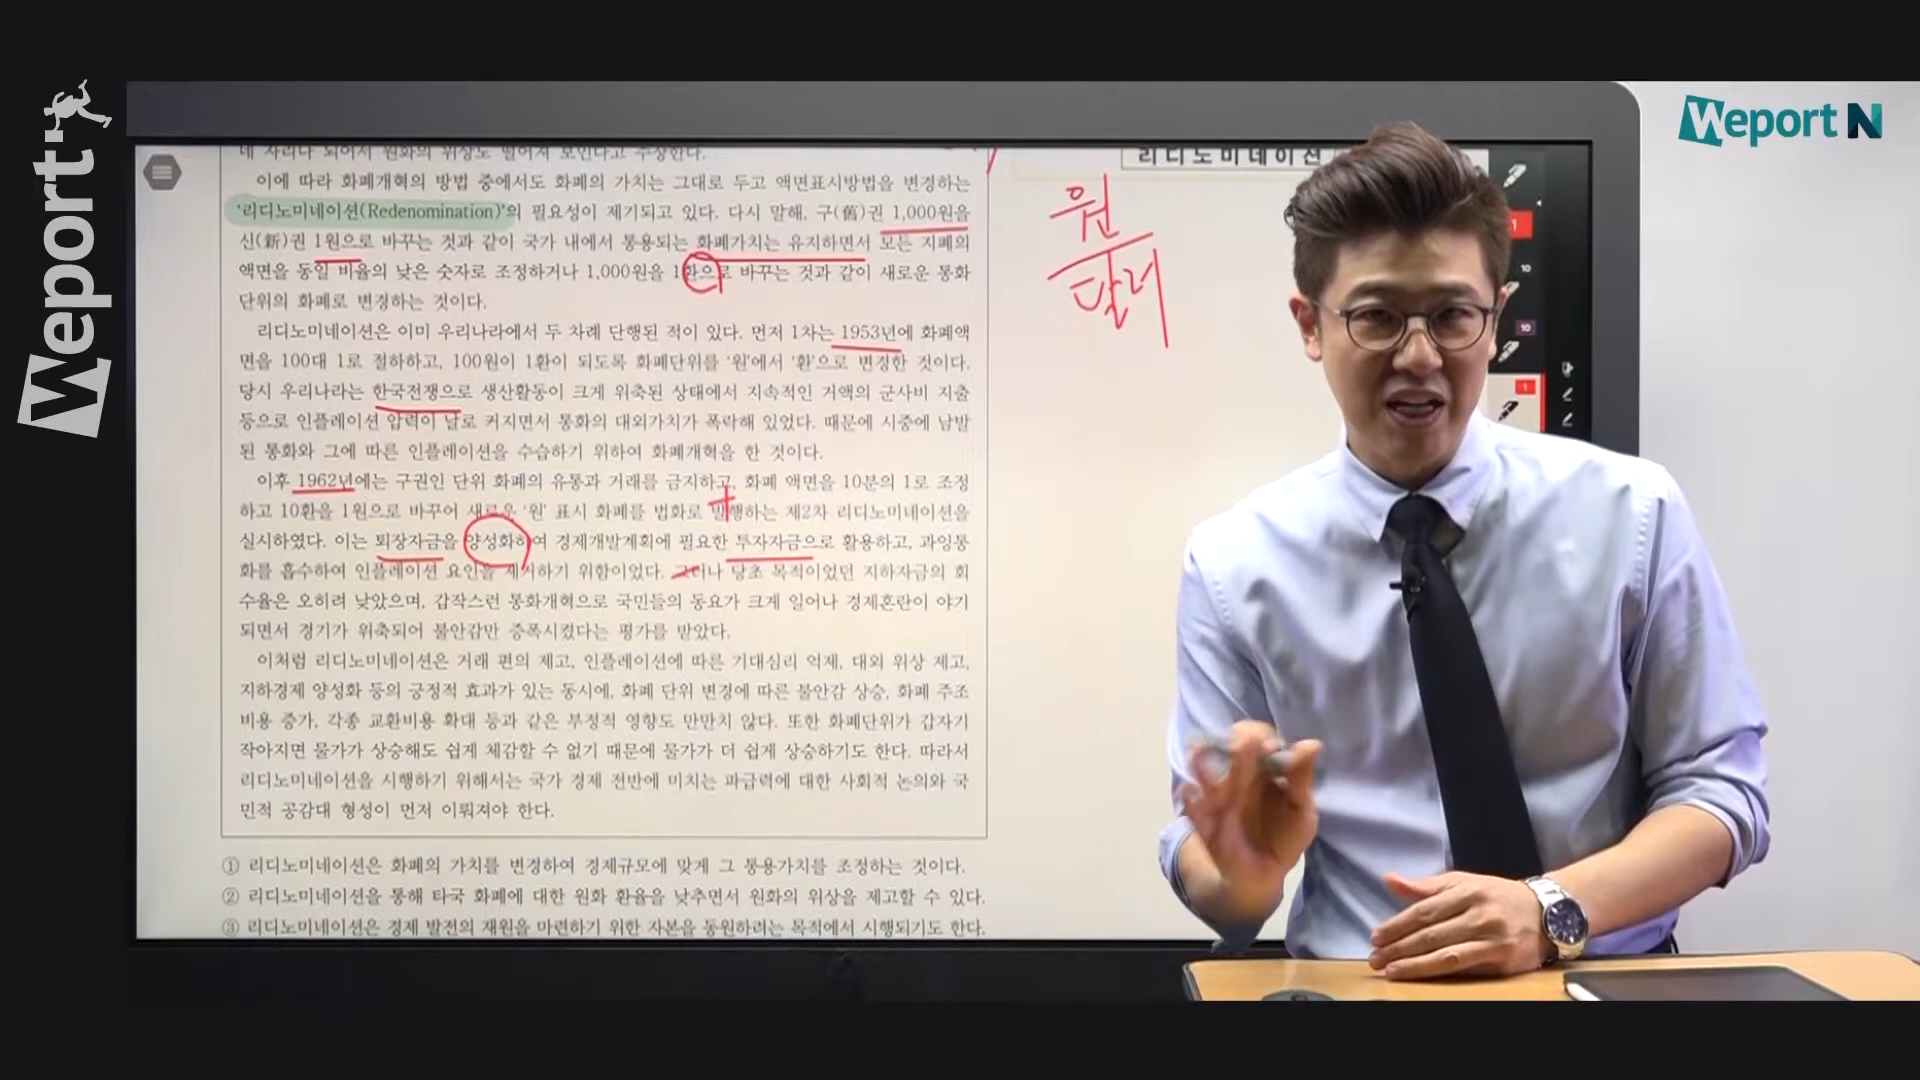 Weport's
Weport N
리디노미네이션
네 자리나 되어서 원화의 위상도 떨어져 보인다고 주장한다.
이에 따라 화폐개혁의 방법 중에서도 화폐의 가치는 그대로 두고 액면표시방법을 변경하는
'리디노미네이션(Redenomination)'의 필요성이 제기되고 있다. 다시 말해, 구(舊)권 1,000원을
신(新)권 1원으로 바꾸는 것과 같이 국가 내에서 통용되는 화폐가치는 유지하면서 모든 지폐의
액면을 동일 비율의 낮은 숫자로 조정하거나 1,000원을 1환으로 바꾸는 것과 같이 새로운 통화
단위의 화폐로 변경하는 것이다.
리디노미네이션은 이미 우리나라에서 두 차례 단행된 적이 있다. 먼저 1차는 1953년에 화폐액
면을 100대 1로 절하하고, 100원이 1환이 되도록 화폐단위를 '원'에서 '환'으로 변경한 것이다.
당시 우리나라는 한국전쟁으로 생산활동이 크게 위축된 상태에서 지속적인 거액의 군사비 지출
등으로 인플레이션 압력이 날로 커지면서 통화의 대외가치가 폭락해 있었다. 때문에 시중에 남발
된 통화와 그에 따른 인플레이션을 수습하기 위하여 화폐개혁을 한 것이다.
이후 1962년에는 구권인 단위 화폐의 유통과 거래를 금지하고, 화폐 액면을 10분의 1로 조정
하고 10환을 1원으로 바꾸어 새로운 '원' 표시 화폐를 법화로 발행하는 제2차 리디노미네이션을
실시하였다. 이는 퇴장자금을 양성화하여 경제개발계획에 필요한 투자자금으로 활용하고, 과잉통
화를 흡수하여 인플레이션 요인을 제거하기 위함이었다. 그러나 당초 목적이었던 지하자금의 회
수율은 오히려 낮았으며, 갑작스런 통화개혁으로 국민들의 동요가 크게 일어나 경제혼란이 야기
되면서 경기가 위축되어 불안감만 증폭시켰다는 평가를 받았다.
이처럼 리디노미네이션은 거래 편의 제고, 인플레이션에 따른 기대심리 억제, 대외 위상 제고,
지하경제 양성화 등의 긍정적 효과가 있는 동시에, 화폐 단위 변경에 따른 불안감 상승, 화폐 주조
비용 증가, 각종 교환비용 확대 등과 같은 부정적 영향도 만만치 않다. 또한 화폐단위가 갑자기
작아지면 물가가 상승해도 쉽게 체감할 수 없기 때문에 물가가 더 쉽게 상승하기도 한다. 따라서
리디노미네이션을 시행하기 위해서는 국가 경제 전반에 미치는 파급력에 대한 사회적 논의와 국
민적 공감대 형성이 먼저 이뤄져야 한다.
① 리디노미네이션은 화폐의 가치를 변경하여 경제규모에 맞게 그 통용가치를 조정하는 것이다.
② 리디노미네이션을 통해 타국 화폐에 대한 원화 환율을 낮추면서 원화의 위상을 제고할 수 있다.
③ 리디노미네이션은 경제 발전의 재원을 마련하기 위한 자본을 동원하려는 목적에서 시행되기도 한다.
원
달러
1
10
10
1